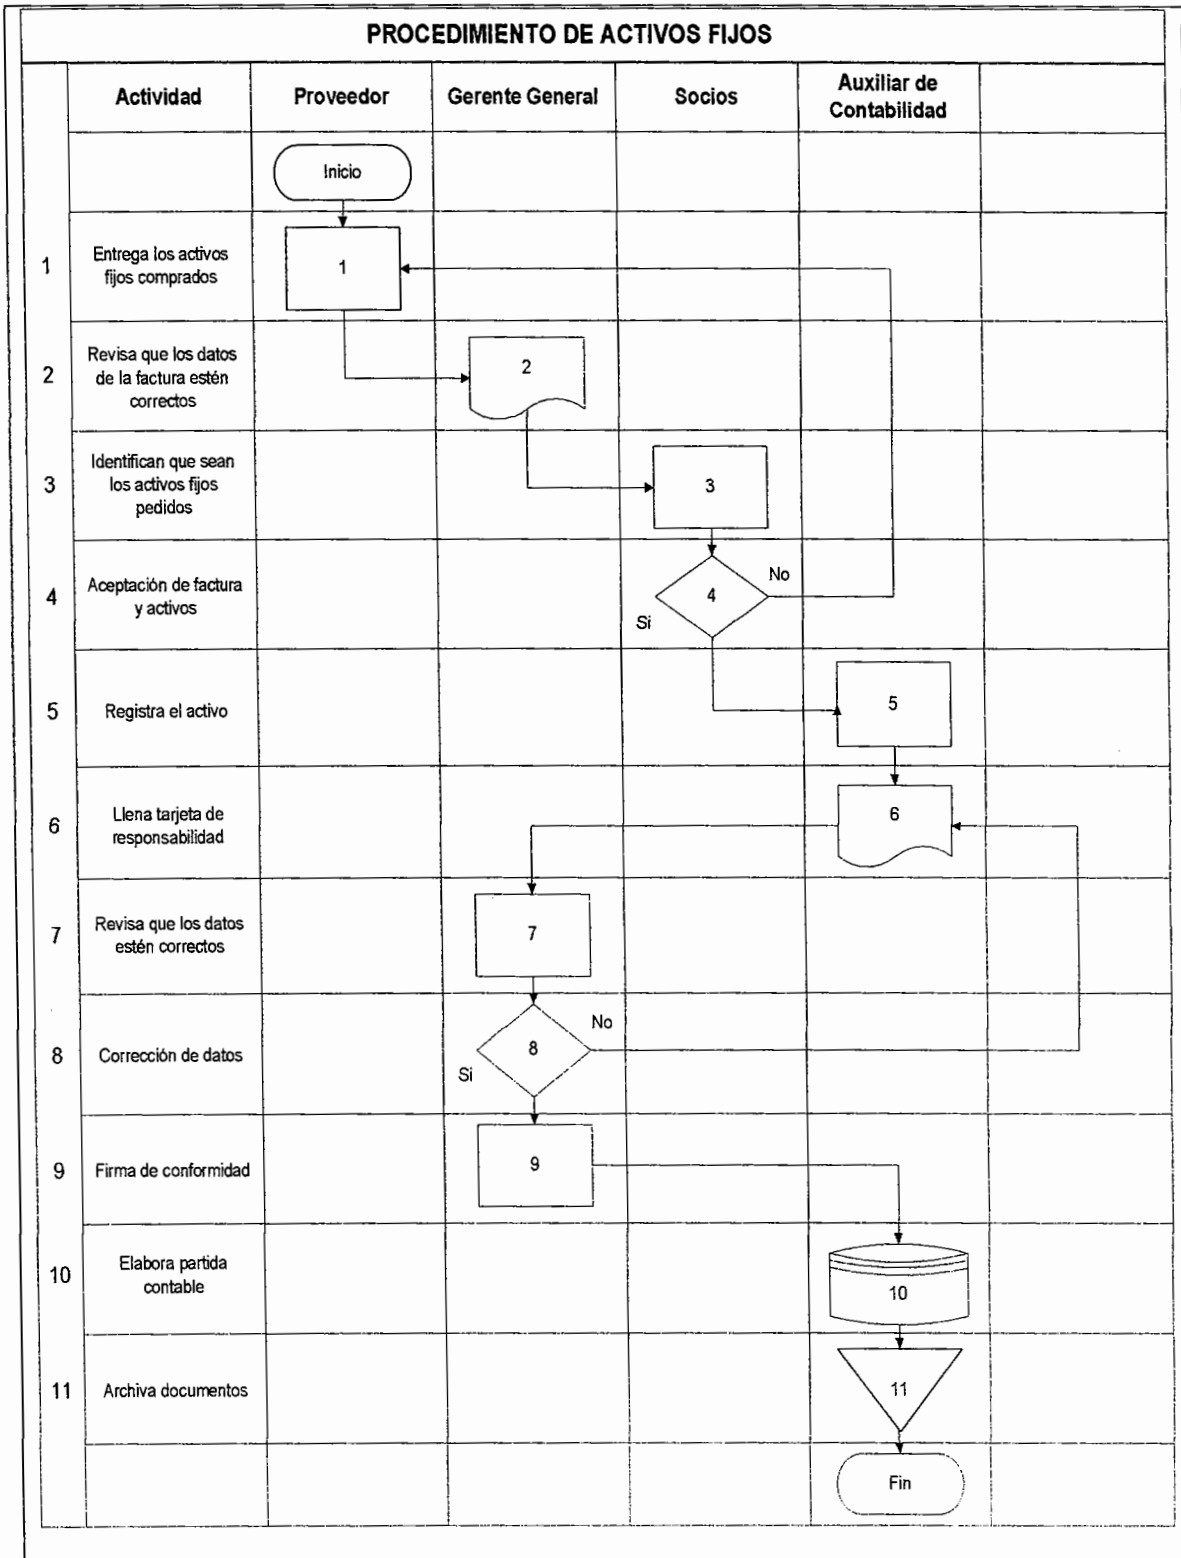 PROCEDIMIENTO DE ACTIVOS FIJOS
Actividad
Proveedor
Gerente General
Socios
Auxiliar de
Contabilidad
Inicio
1
Entrega los activos
fijos comprados
1
2
Revisa que los datos
de la factura estén
correctos
2
3
Identifican que sean
los activos fijos
pedidos
3
4
Aceptación de factura
y activos
4
No
Si
5
Registra el activo
5
6
Llena tarjeta de
responsabilidad
6
7
Revisa que los datos
estén correctos
7
8
Corrección de datos
8
No
Si
9
Firma de conformidad
9
10
Elabora partida
contable
10
11
Archiva documentos
11
Fin